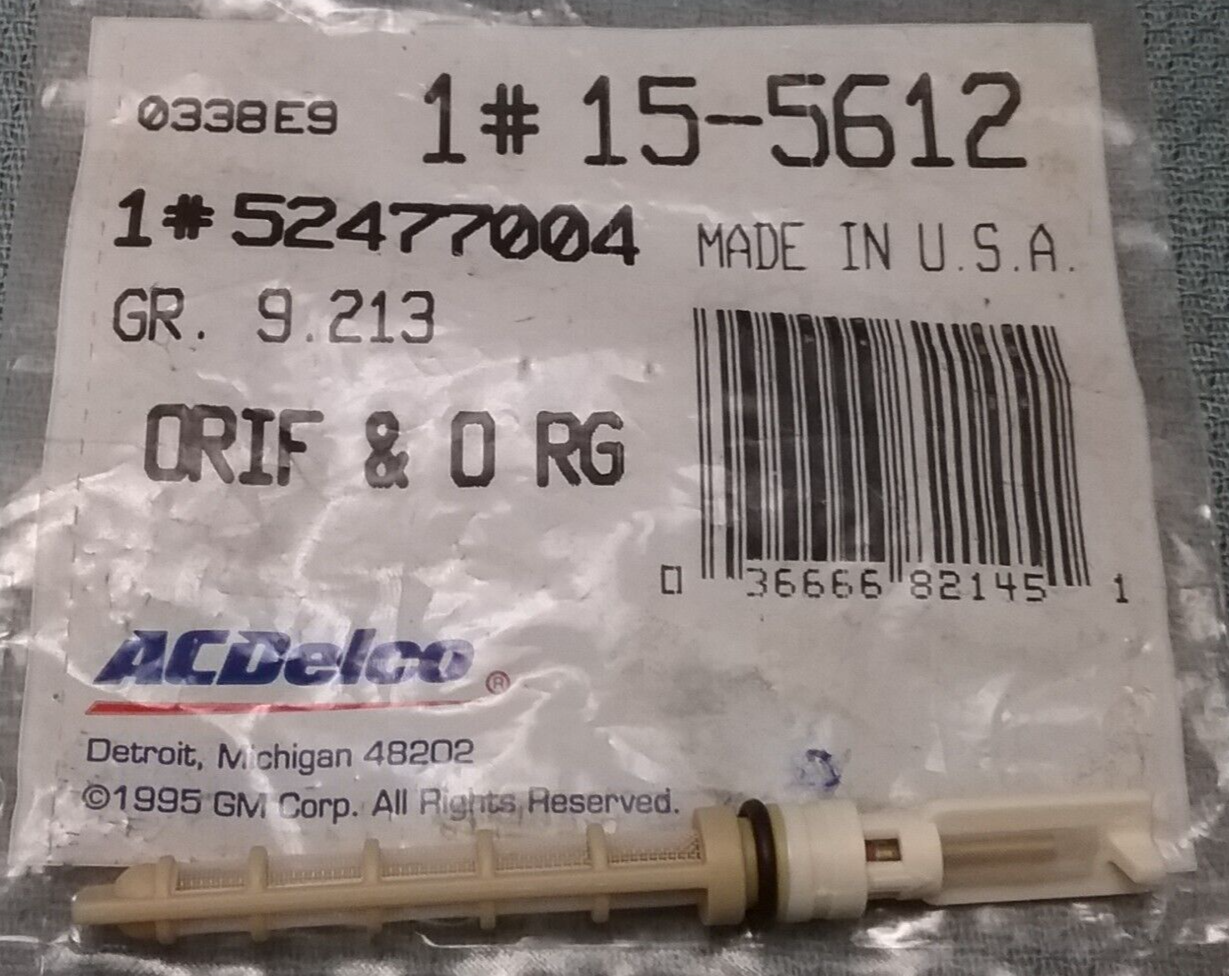 0338E9 1# 15-5612
1# 52477004 MADE IN U.S.A.
GR. 9.213
ORIF & O RG
0 36666 82145 1
ACDelco®
Detroit, Michigan 48202
©1995 GM Corp. All Rights Reserved.